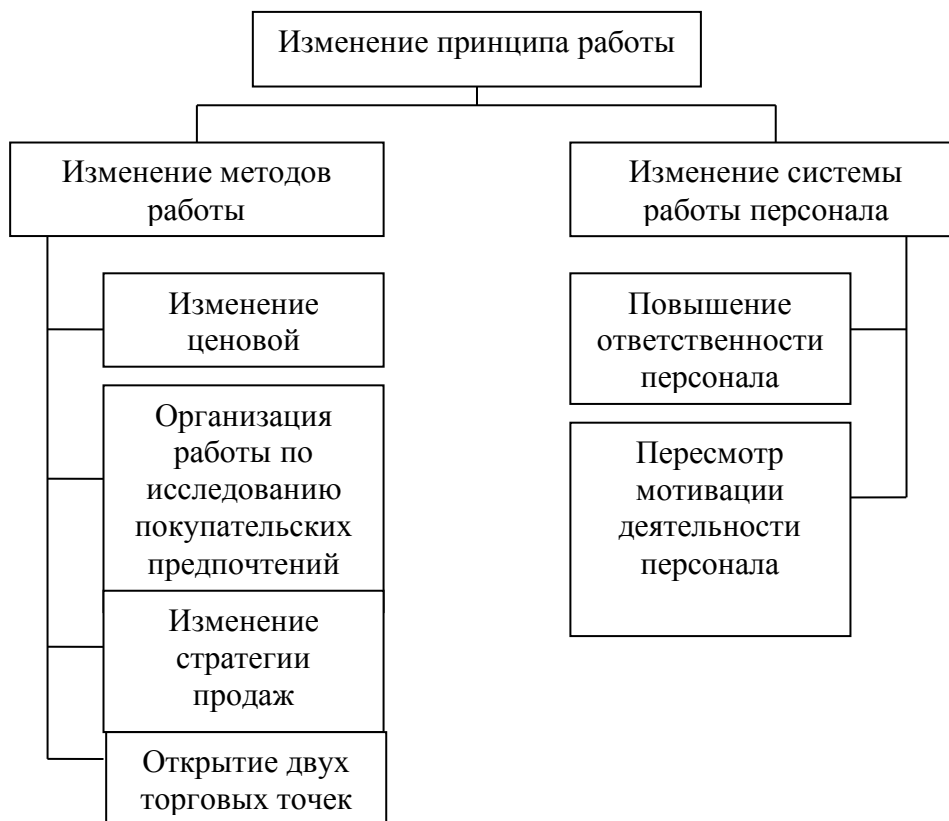 Изменение принципа работы
Изменение методов
работы
Изменение системы
работы персонала
Изменение
ценовой
Организация
работы по
исследованию
покупательских
предпочтений
Изменение
стратегии
продаж
Открытие двух
торговых точек
Повышение
ответственности
персонала
Пересмотр
мотивации
деятельности
персонала